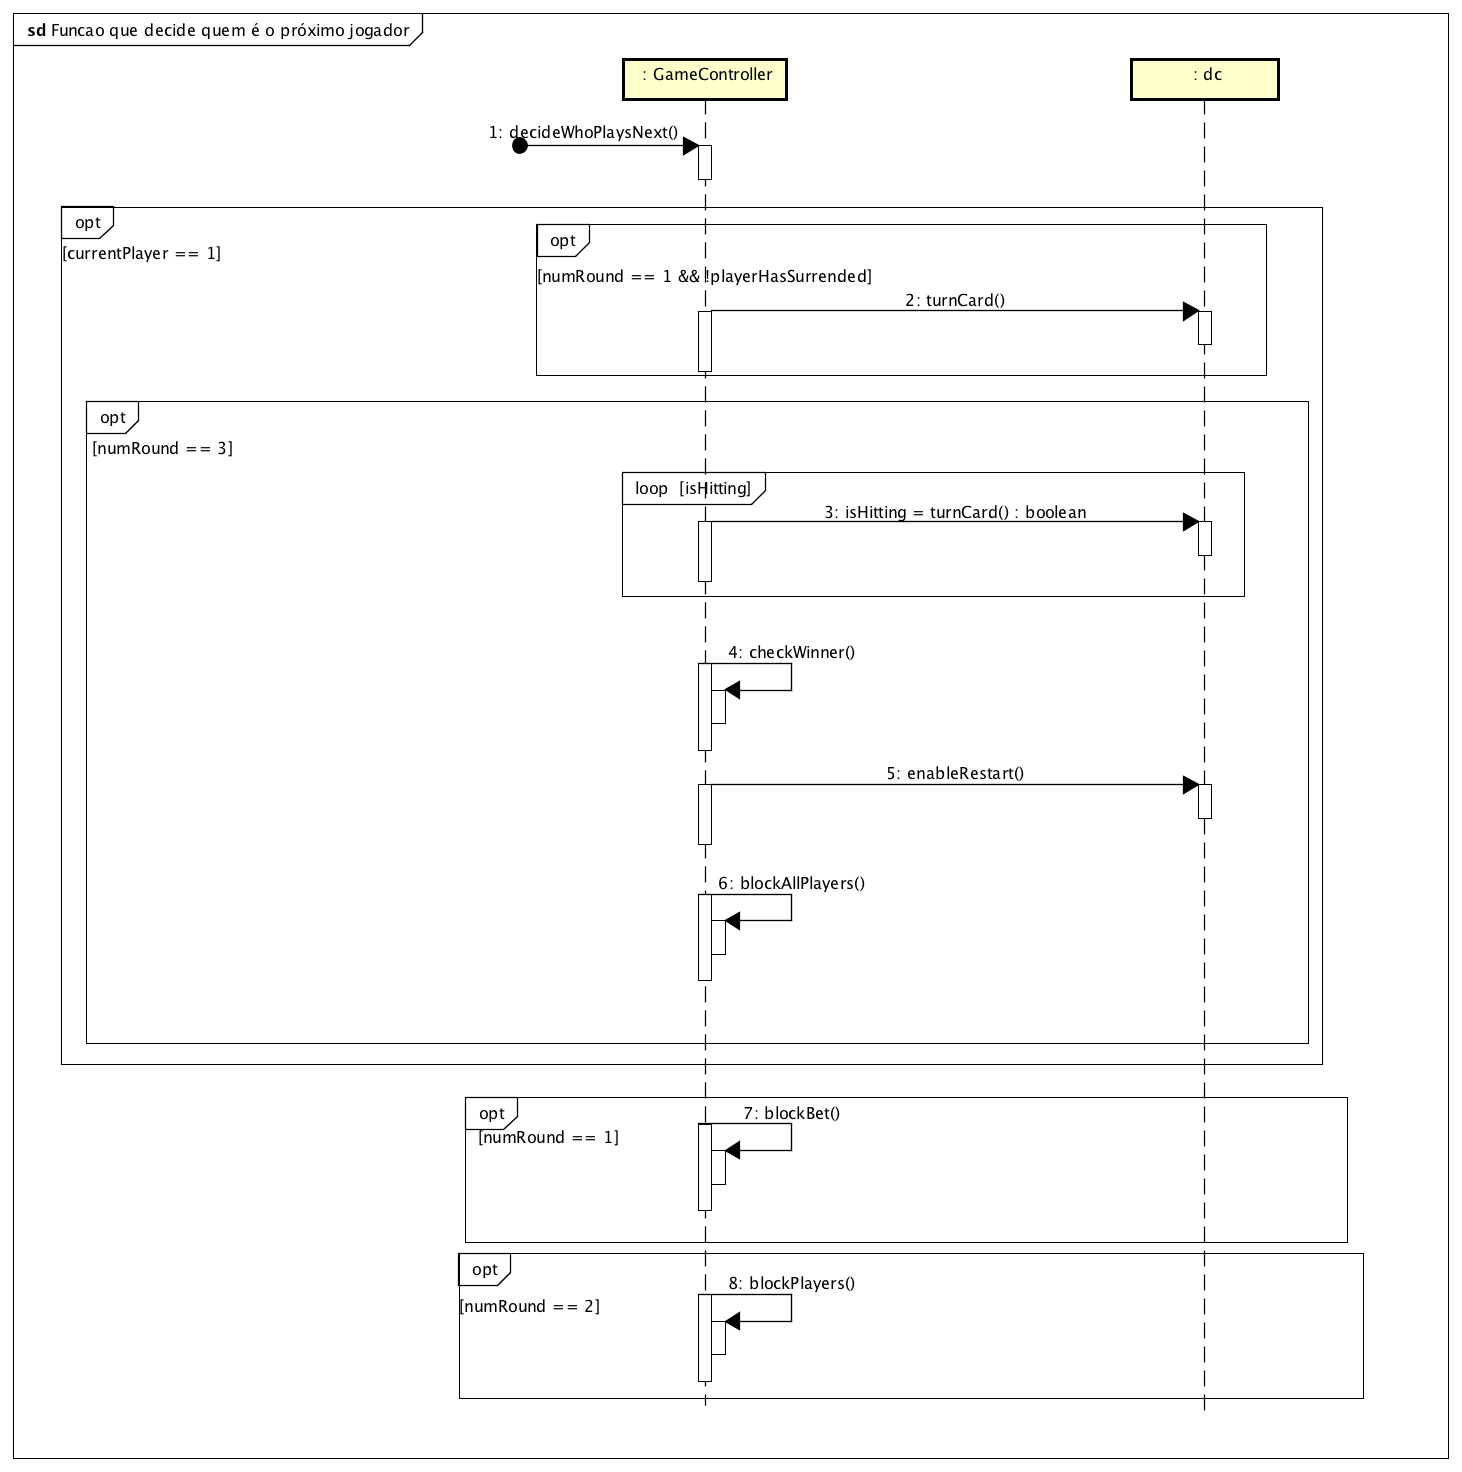 sd Funcao que decide quem é o próximo jogador
: GameController
: dc
1: decideWhoPlaysNext()
opt
[currentPlayer == 1]
opt
[numRound == 1 && !playerHasSurrended]
2: turnCard()
opt
[numRound == 3]
loop [isHitting]
3: isHitting = turnCard() : boolean
4: checkWinner()
5: enableRestart()
6: blockAllPlayers()
opt
7: blockBet()
[numRound == 1]
opt
8: blockPlayers()
[numRound == 2]